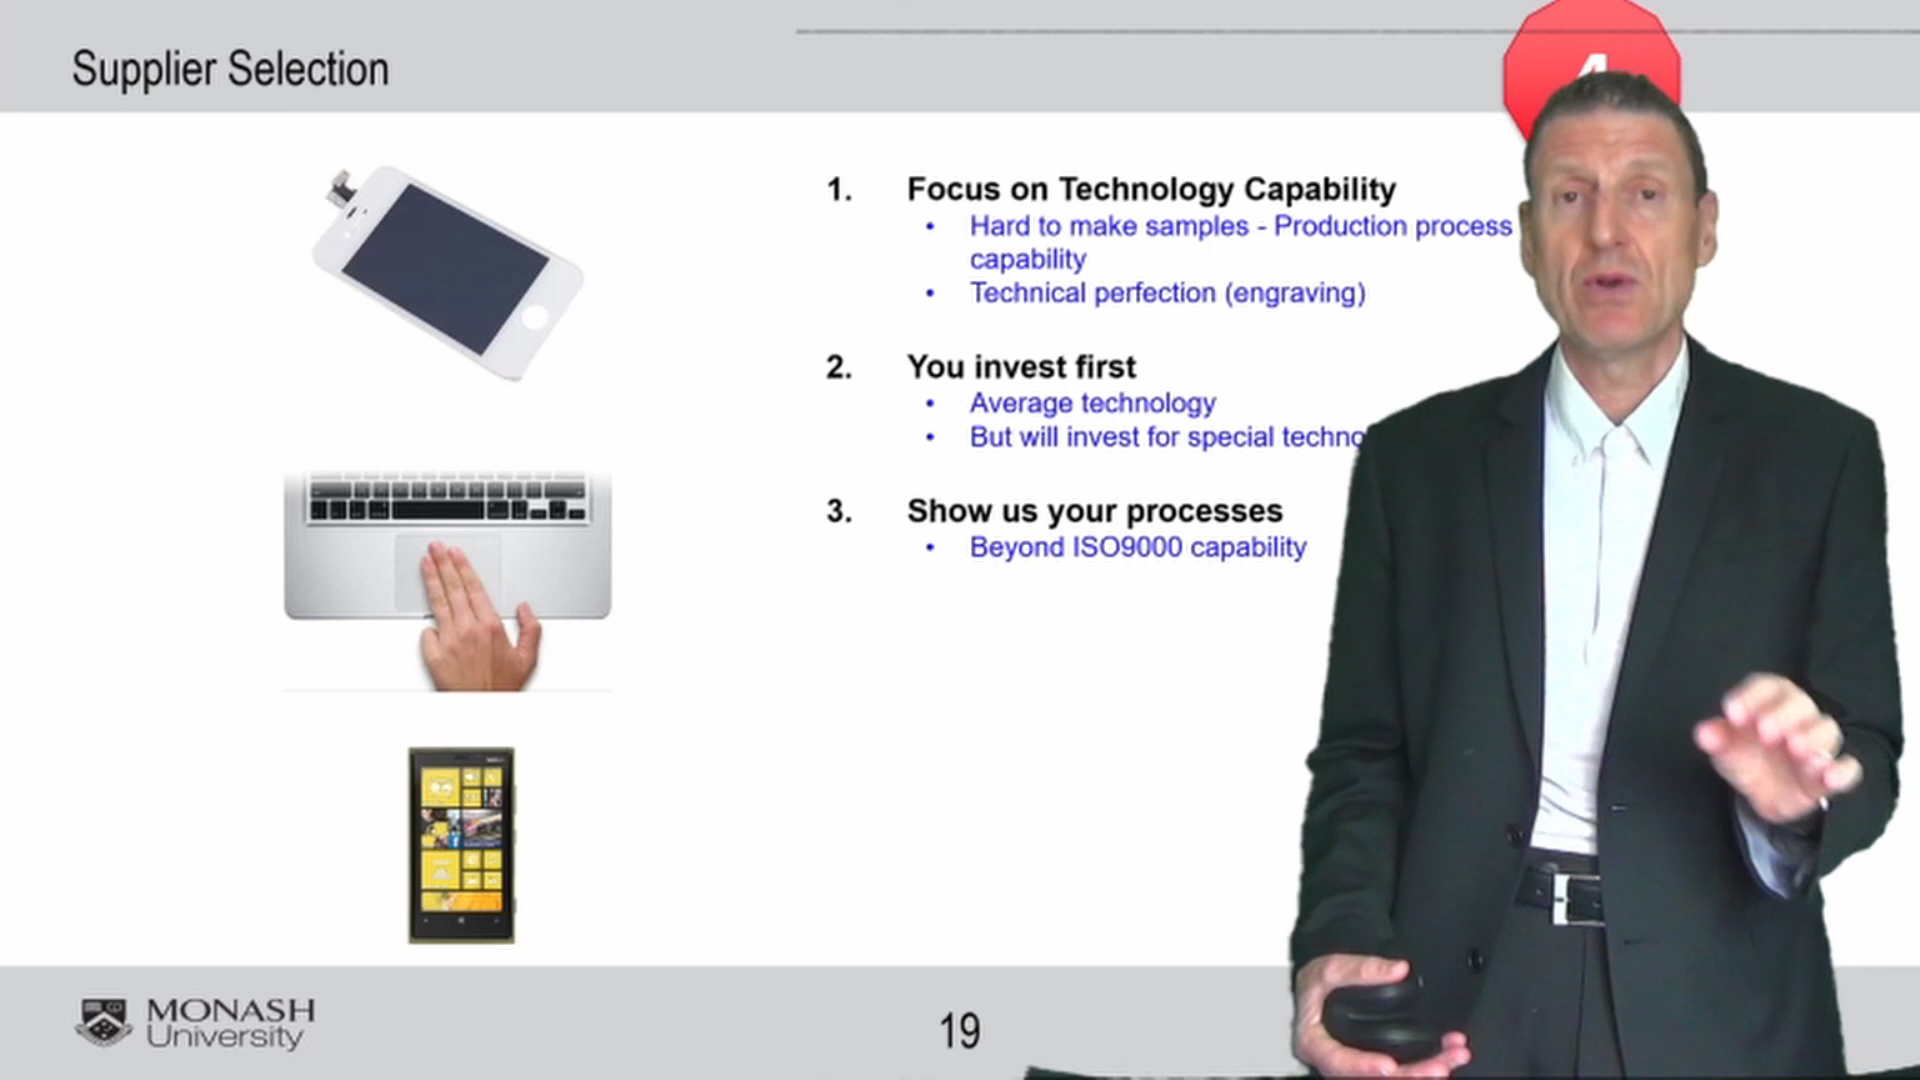 Supplier Selection
4
1. Focus on Technology Capability
• Hard to make samples - Production process
capability
• Technical perfection (engraving)
2. You invest first
• Average technology
• But will invest for special
3. Show us your processes
• Beyond ISO9000 capability
MONASH
University
19